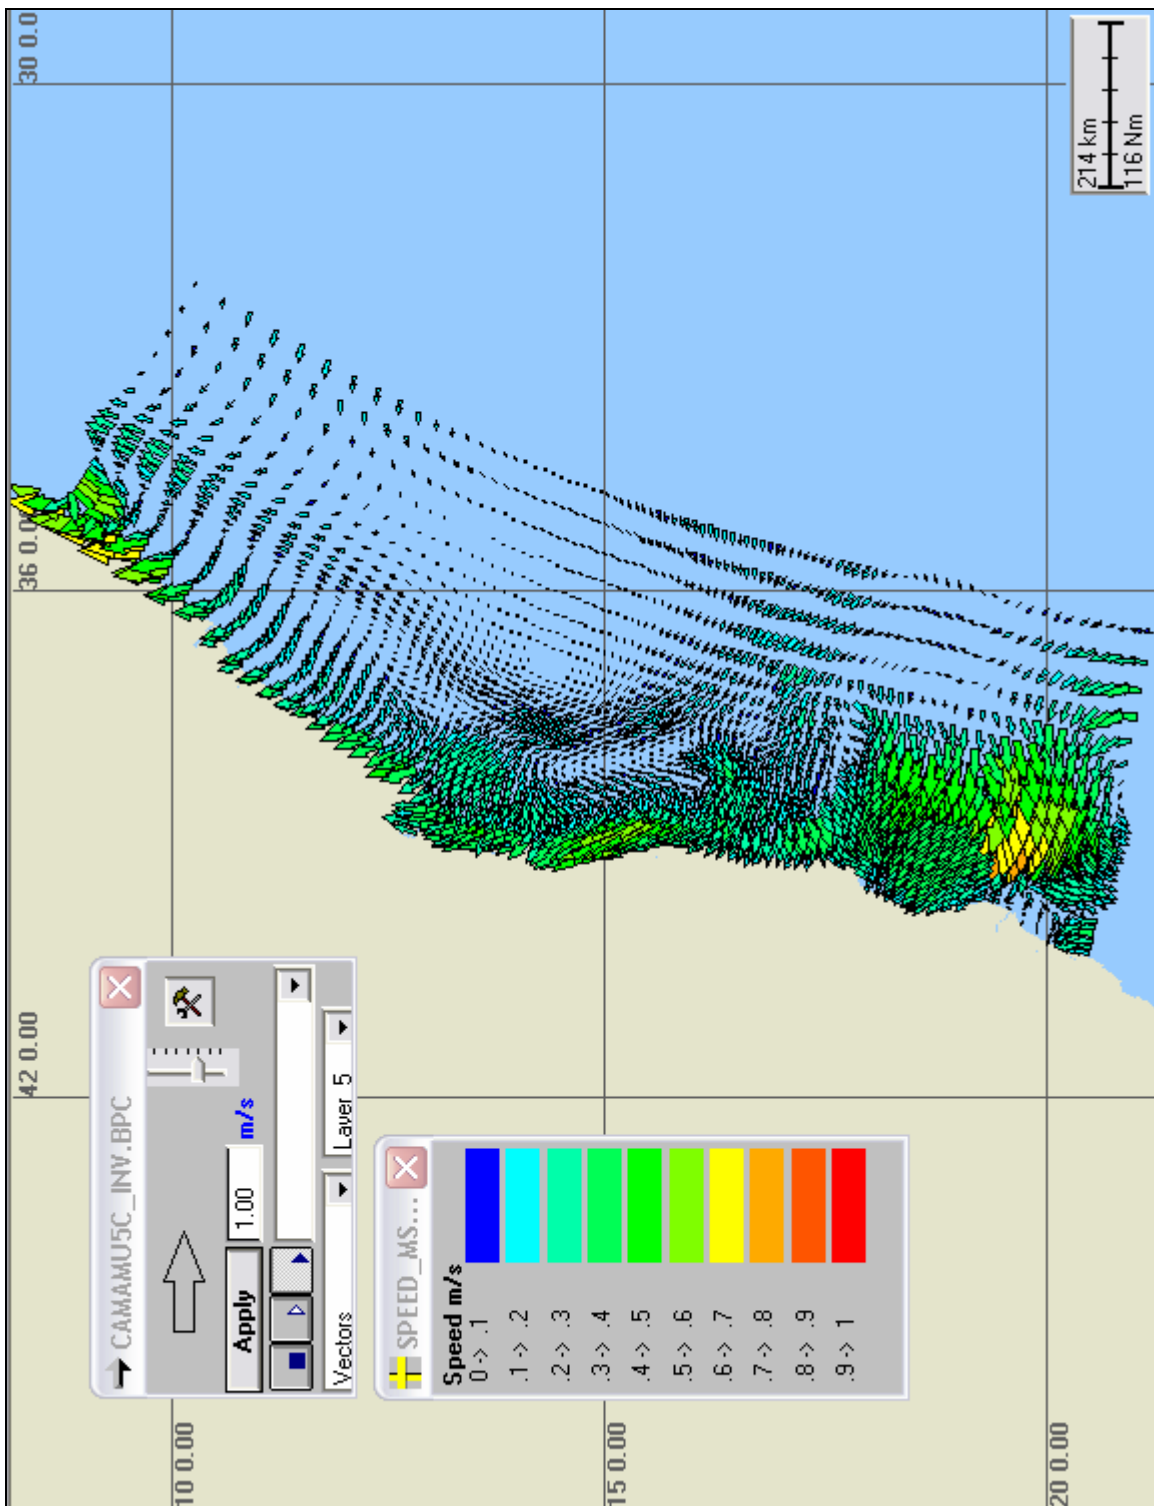 42 0.00
36 0.00
30 0.0
10 0.00
15 0.00
20 0.00
CAMAMU5C_INV.BPC
Apply
1.00
m/s
Vectors
Layer 5
SPEED_MS...
Speed m/s
0 -> .1
.1 -> .2
.2 -> .3
.3 -> .4
.4 -> .5
.5 -> .6
.6 -> .7
.7 -> .8
.8 -> .9
.9 -> 1
214 km
116 Nm